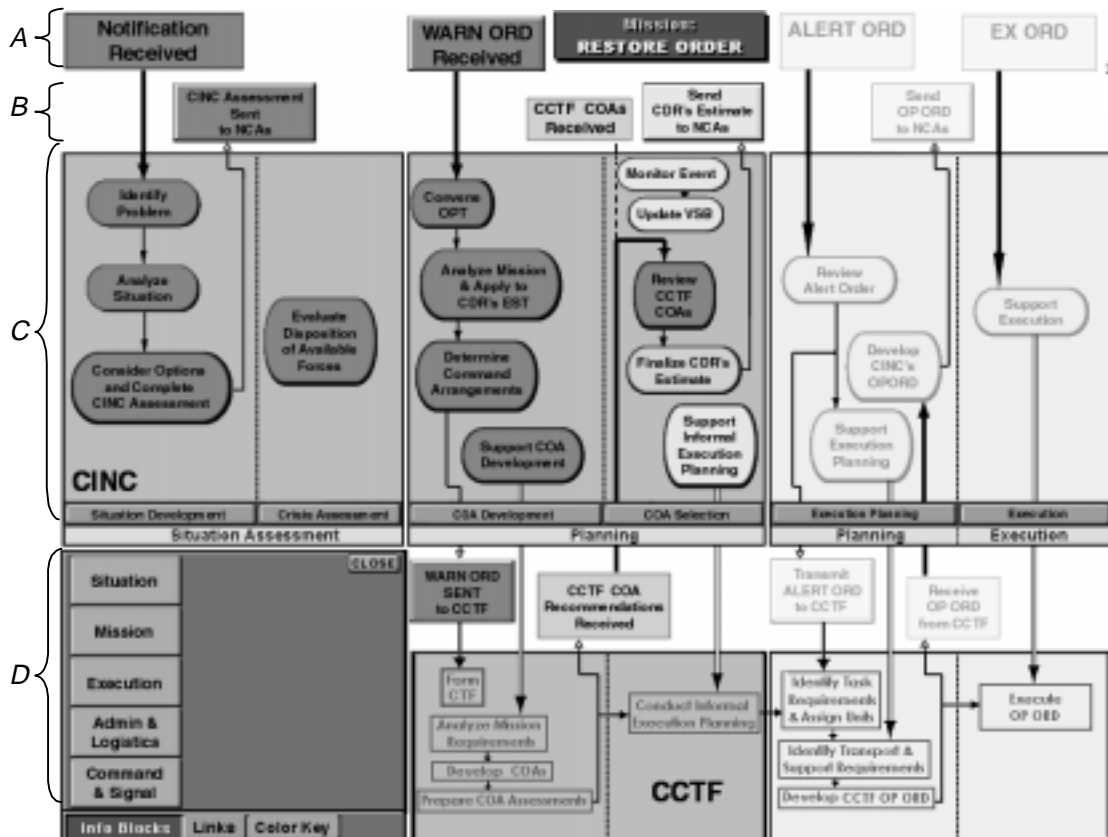 A
Notification
Received
WARN ORD
Received
Mission:
RESTORE ORDER
ALERT ORD
EX ORD
B
CINC Assessment
Sent
to NCAs
CCTF COAs
Received
Send
CDR's Estimate
to NCAs
Send
OP ORD
to NCAs
C
Identify
Problem
Analyze
Situation
Consider Options
and Complete
CINC Assessment
Evaluate
Disposition
of Available
Forces
CINC
Convene
OPT
Analyze Mission
& Apply to
CDR's EST
Determine
Command
Arrangements
Support COA
Development
Monitor Event
Update VSB
Review
CCTF
COAs
Finalize CDR's
Estimate
Support
Informal
Execution
Planning
Review
Alert Order
Develop
CINC's
OPORD
Support
Execution
Planning
Support
Execution
Situation Development
Crisis Assessment
COA Development
COA Selection
Execution Planning
Execution
Situation Assessment
Planning
Planning
Execution
D
CLOSE
Situation
Mission
Execution
Admin &
Logistics
Command
& Signal
Info Blocks
Links
Color Key
WARN ORD
SENT
to CCTF
CCTF COA
Recommendations
Received
Transmit
ALERT ORD
to CCTF
Receive
OP ORD
from CCTF
Form
CTF
Analyze Mission
Requirements
Develop COAs
Prepare COA Assessments
Conduct Informal
Execution Planning
CCTF
Identify Task
Requirements
& Assign Units
Identify Transport &
Support Requirements
Develop CCTF OP ORD
Execute
OP ORD